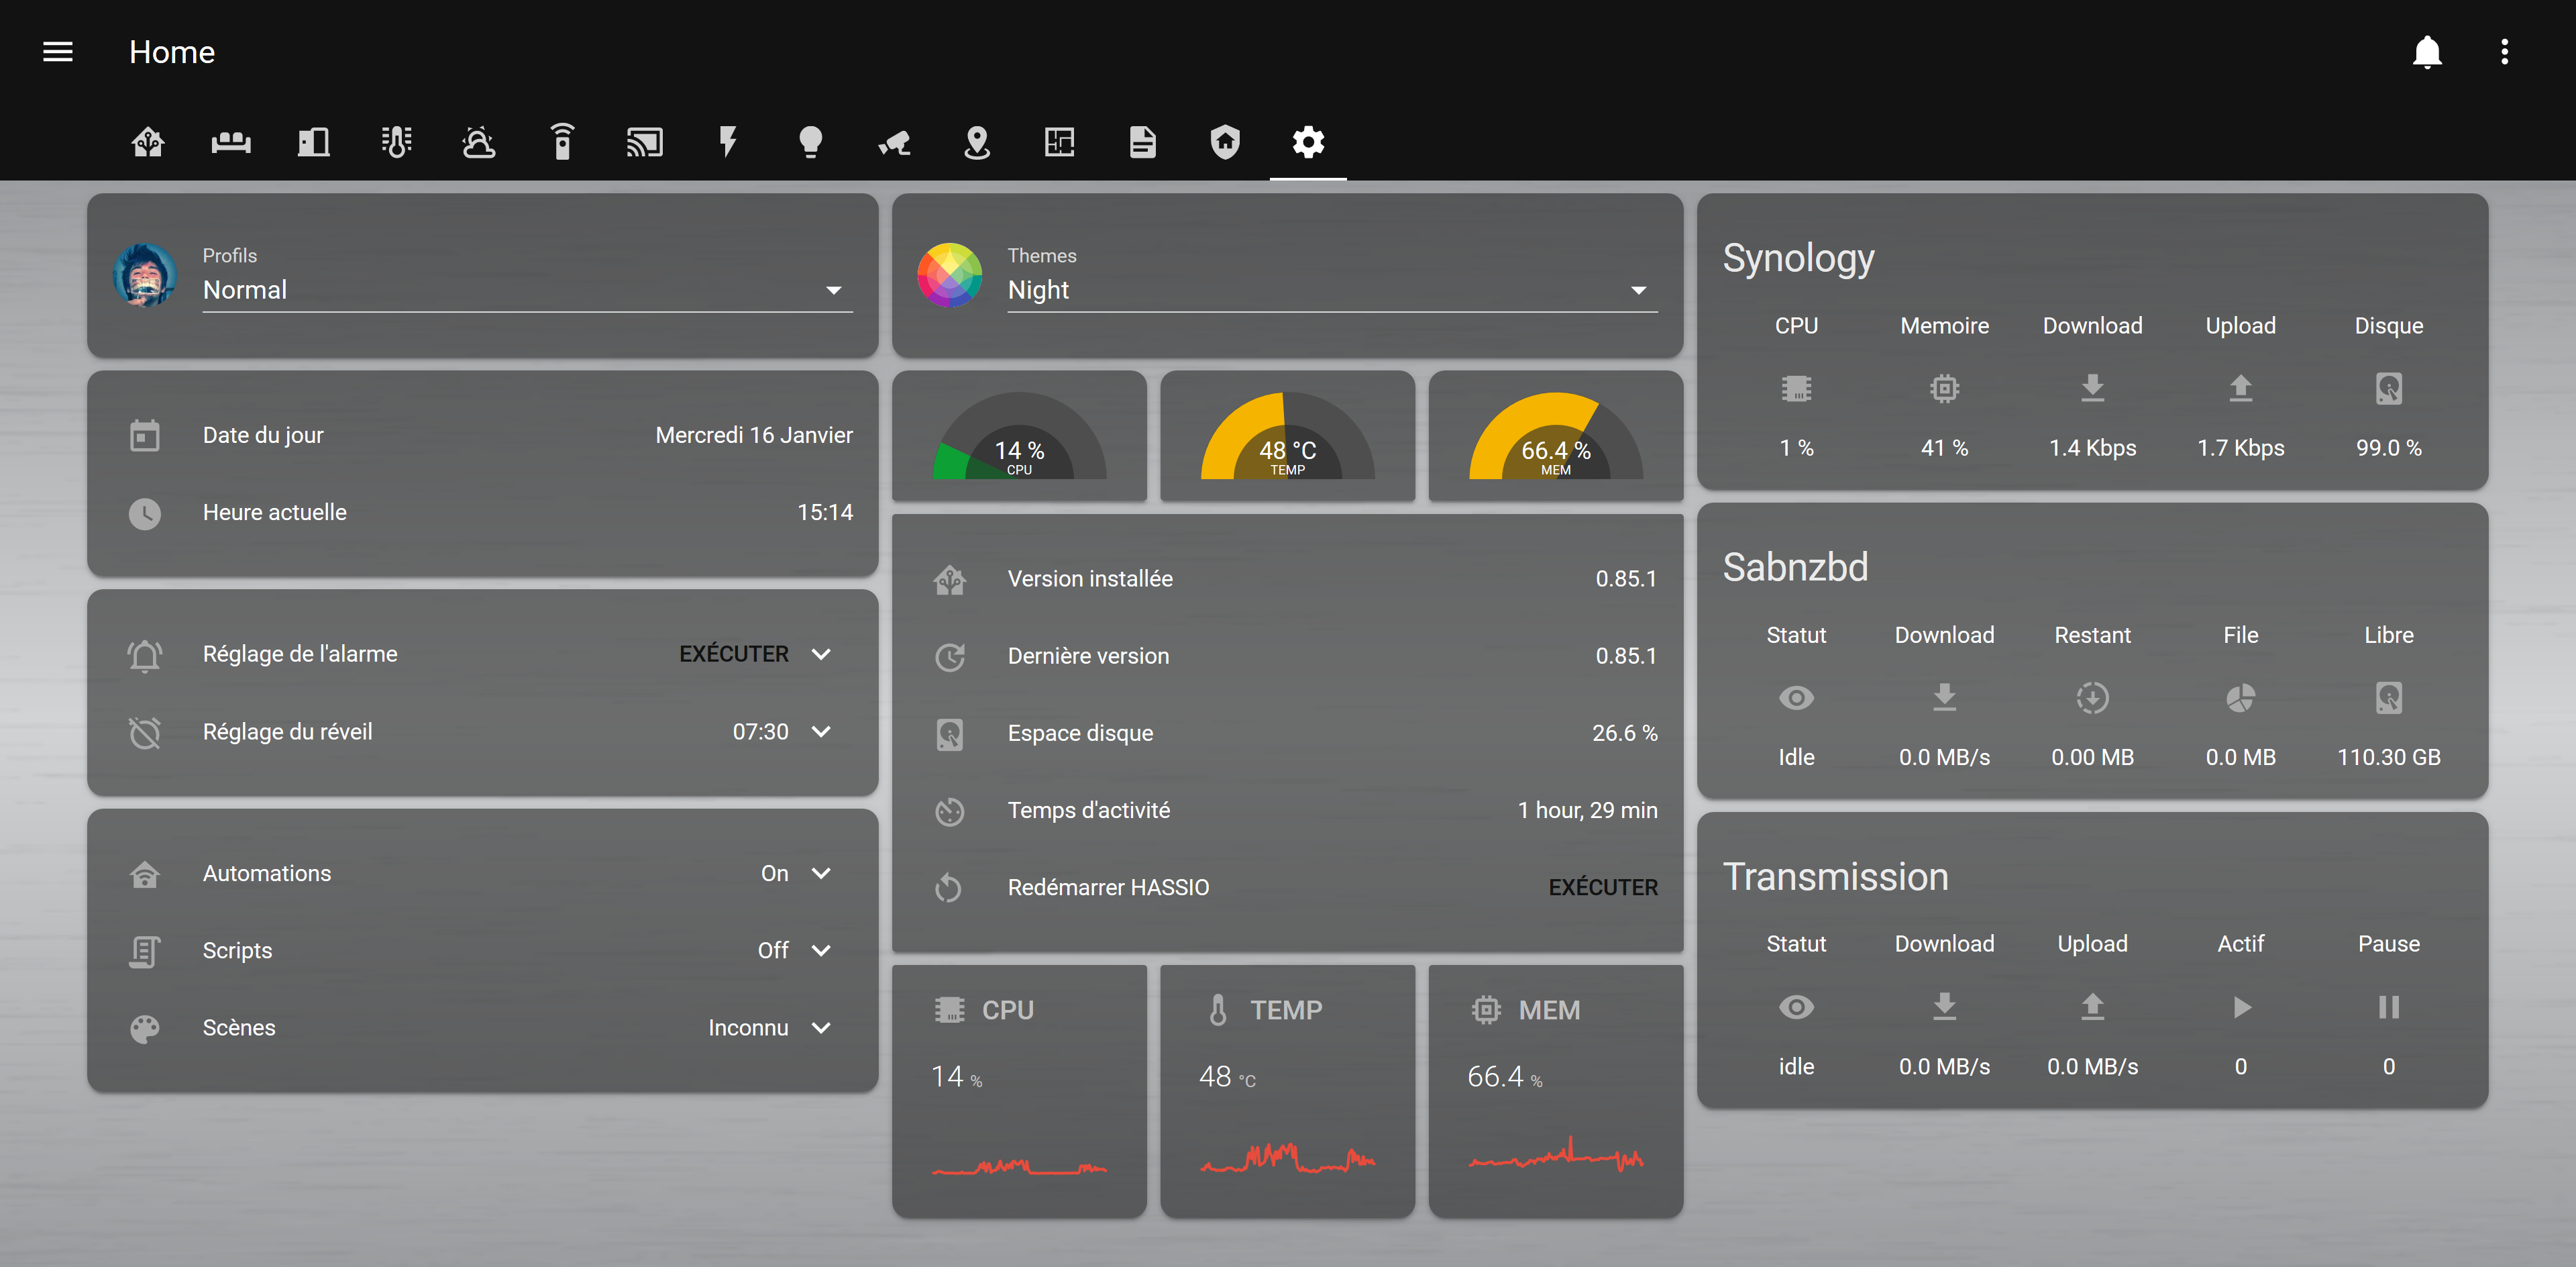 Home
Profils
Normal
Date du jour Mercredi 16 Janvier
Heure actuelle 15:14
Réglage de l'alarme EXÉCUTER
Réglage du réveil 07:30
Automations On
Scripts Off
Scènes Inconnu
Themes
Night
14 %
CPU
48 °C
TEMP
66.4 %
MEM
Version installée 0.85.1
Dernière version 0.85.1
Espace disque 26.6 %
Temps d'activité 1 hour, 29 min
Redémarrer HASSIO EXÉCUTER
CPU
14 %
TEMP
48 °C
MEM
66.4 %
Synology
CPU Memoire Download Upload Disque
1 % 41 % 1.4 Kbps 1.7 Kbps 99.0 %
Sabnzbd
Statut Download Restant File Libre
Idle 0.0 MB/s 0.00 MB 0.0 MB 110.30 GB
Transmission
Statut Download Upload Actif Pause
idle 0.0 MB/s 0.0 MB/s 0 0